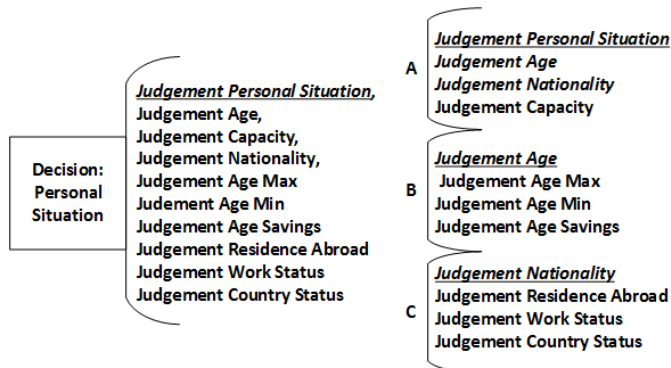 Decision:
Personal
Situation
Judgement Personal Situation,
Judgement Age,
Judgement Capacity,
Judgement Nationality,
Judgement Age Max
Judement Age Min
Judgement Age Savings
Judgement Residence Abroad
Judgement Work Status
Judgement Country Status
A
Judgement Personal Situation
Judgement Age
Judgement Nationality
Judgement Capacity
B
Judgement Age
Judgement Age Max
Judgement Age Min
Judgement Age Savings
C
Judgement Nationality
Judgement Residence Abroad
Judgement Work Status
Judgement Country Status